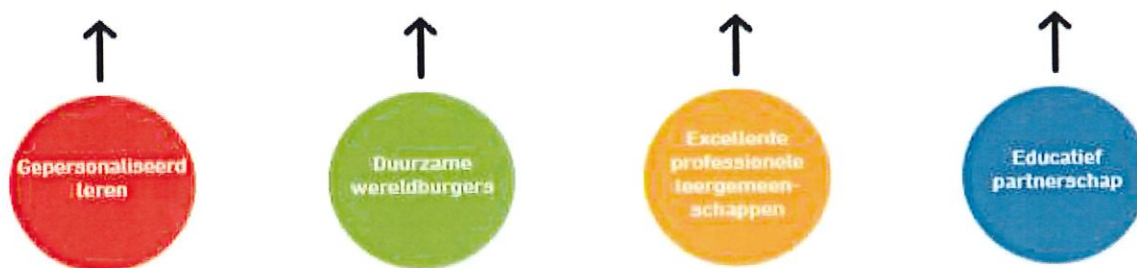 Gepersonaliseerd
leren
Duurzame
wereldburgers
Excellente
professionele
leergemeen-
schappen
Educatief
partnerschap